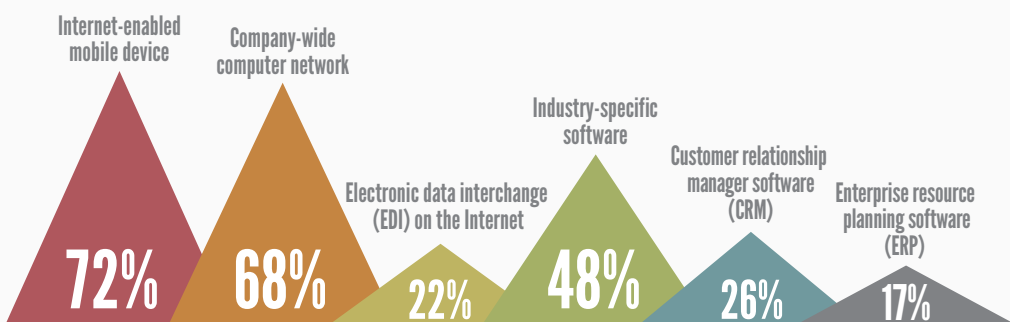 Internet-enabled
mobile device
72%
Company-wide
computer network
68%
Electronic data interchange
(EDI) on the Internet
22%
Industry-specific
software
48%
Customer relationship
manager software
(CRM)
26%
Enterprise resource
planning software
(ERP)
17%